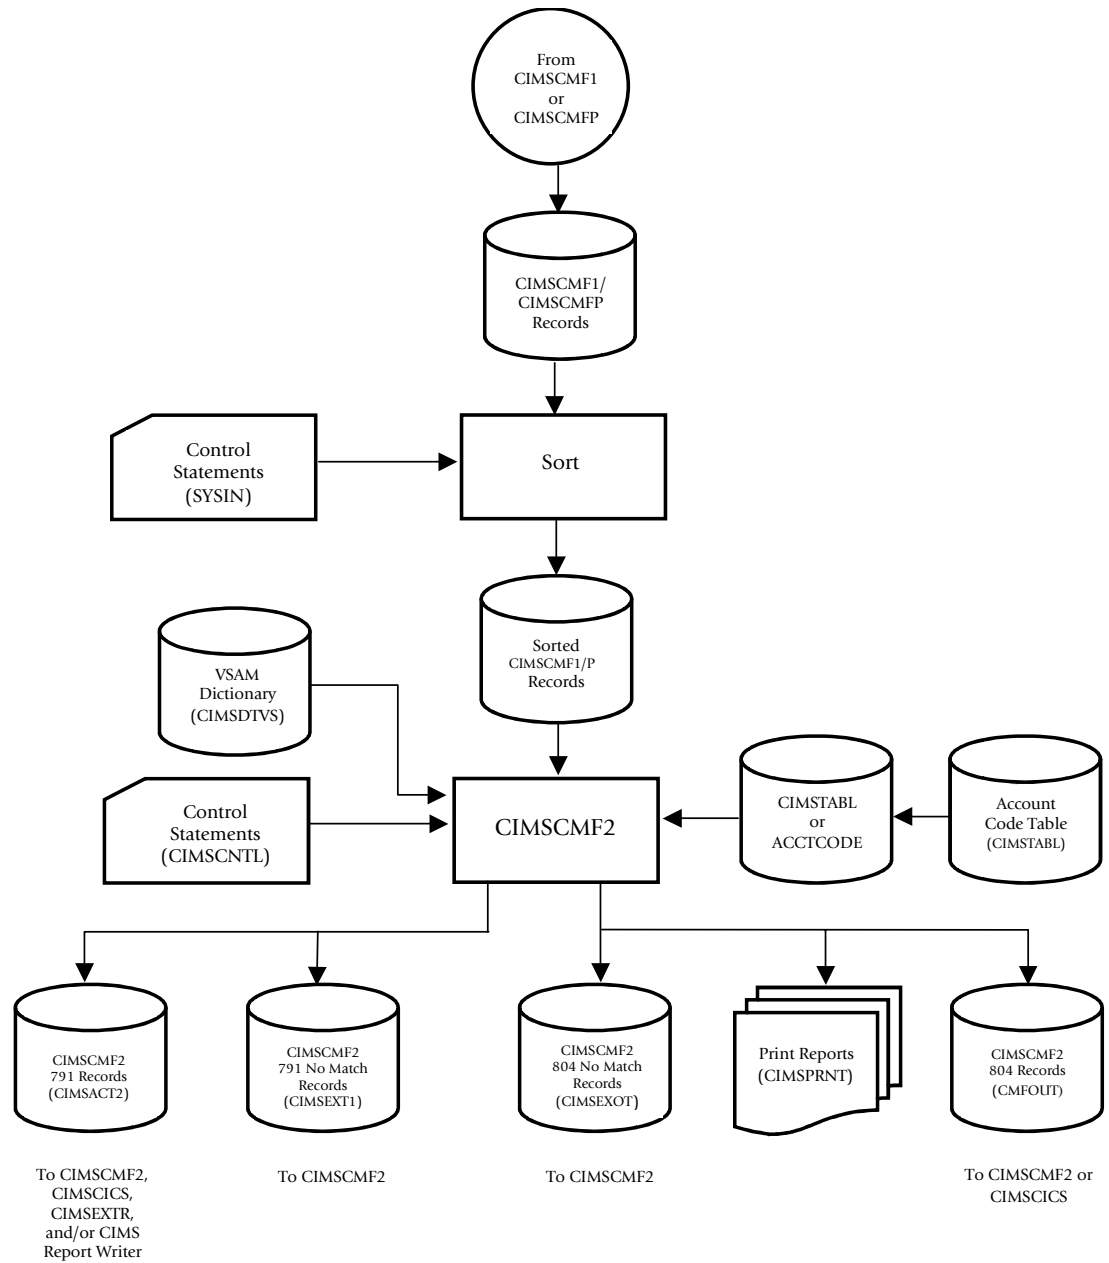 From
CIMSCMF1
or
CIMSCMFP
CIMSCMF1/
CIMSCMFP
Records
Control
Statements
(SYSIN)
Sort
VSAM
Dictionary
(CIMSDTVS)
Sorted
CIMSCMF1/P
Records
Control
Statements
(CIMSCNTL)
CIMSCMF2
CIMSTABL
or
ACCTCODE
Account
Code Table
(CIMSTABL)
CIMSCMF2
791 Records
(CIMSACT2)
CIMSCMF2
791 No Match
Records
(CIMSEXT1)
CIMSCMF2
804 No Match
Records
(CIMSEXOT)
Print Reports
(CIMSPRNT)
CIMSCMF2
804 Records
(CMFOUT)
To CIMSCMF2,
CIMSCICS,
CIMSEXTR,
and/or CIMS
Report Writer
To CIMSCMF2
To CIMSCMF2
To CIMSCMF2 or
CIMSCICS